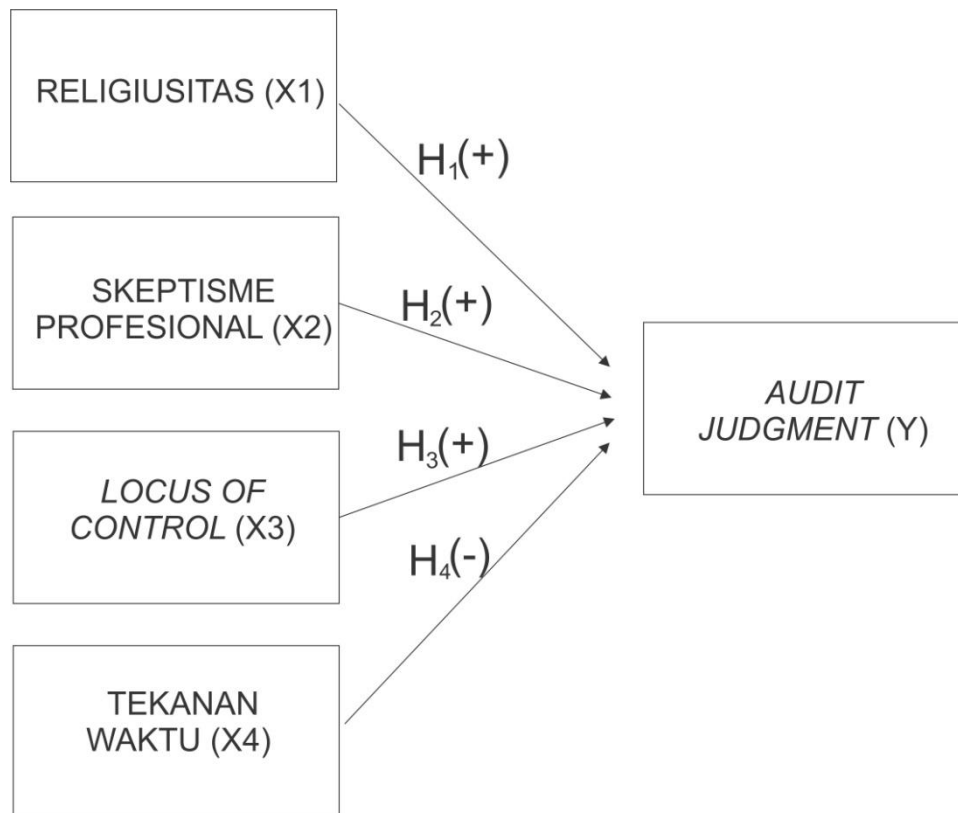 RELIGIUSITAS (X1)
H₁(+)
SKEPTISME
PROFESIONAL (X2)
H₂(+)
AUDIT
JUDGMENT (Y)
LOCUS OF
CONTROL (X3)
H₃(+)
H₄(-)
TEKANAN
WAKTU (X4)